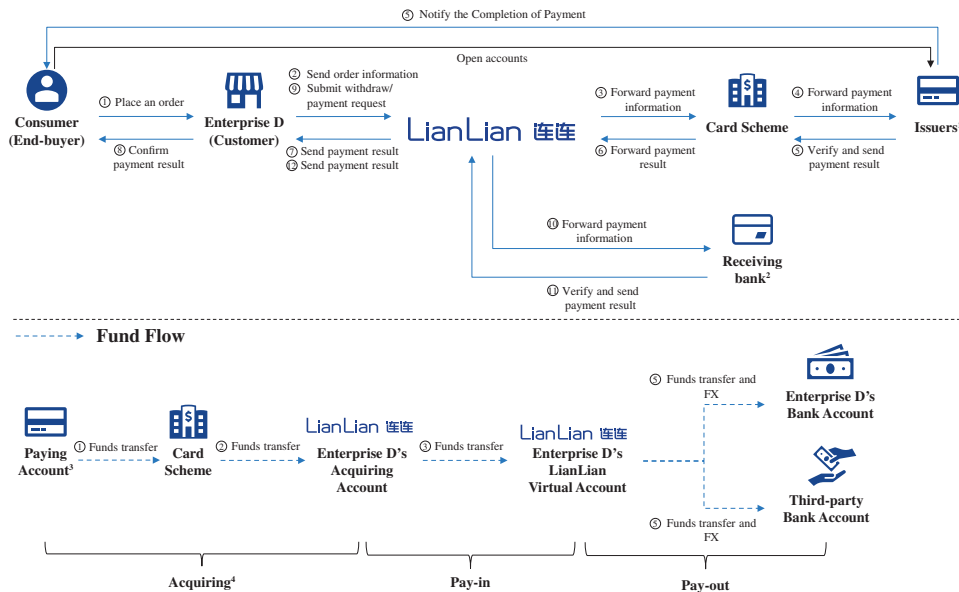 ⑤ Notify the Completion of Payment
Open accounts
Consumer
(End-buyer)
① Place an order
⑧ Confirm
payment result
Enterprise D
(Customer)
② Send order information
⑨ Submit withdraw/
payment request
⑦ Send payment result
⑫ Send payment result
LianLian 连连
③ Forward payment
information
⑥ Forward payment
result
Card Scheme
④ Forward payment
information
⑤ Verify and send
payment result
Issuers¹
⑩ Forward payment
information
⑪ Verify and send
payment result
Receiving
bank²
Fund Flow
Paying
Account³
① Funds transfer
Card
Scheme
② Funds transfer
LianLian 连连
Enterprise D's
Acquiring
Account
③ Funds transfer
LianLian 连连
Enterprise D's
LianLian
Virtual Account
⑤ Funds transfer and
FX
Enterprise D's
Bank Account
⑤ Funds transfer and
FX
Third-party
Bank Account
Acquiring⁴
Pay-in
Pay-out